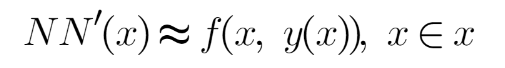 NN′(x) ≈ f(x, y(x)), x ∈ x